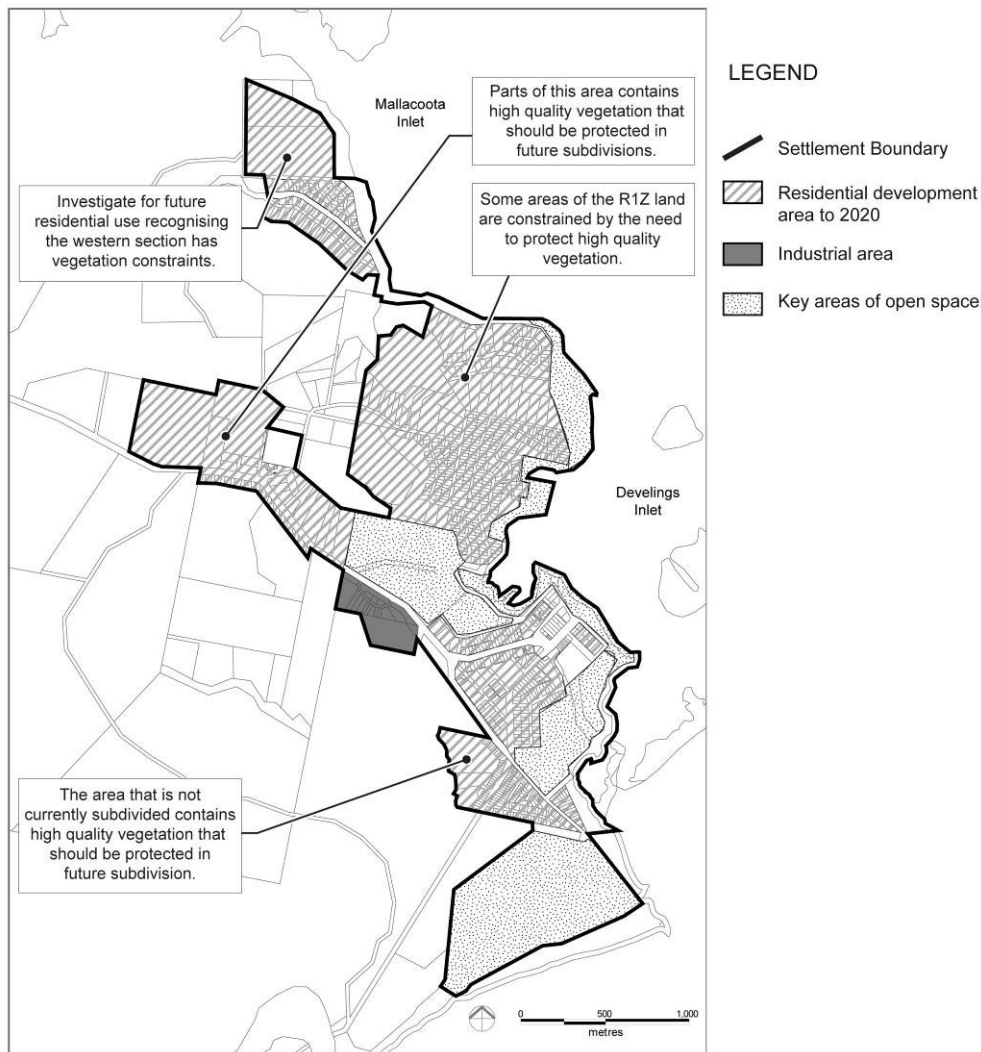 Mallacoota
Inlet
Parts of this area contains
high quality vegetation that
should be protected in
future subdivisions.
Some areas of the R1Z land
are constrained by the need
to protect high quality
vegetation.
Investigate for future
residential use recognising
the western section has
vegetation constraints.
Develings
Inlet
The area that is not
currently subdivided contains
high quality vegetation that
should be protected in
future subdivision.
0 500 1,000
metres
LEGEND
Settlement Boundary
Residential development
area to 2020
Industrial area
Key areas of open space